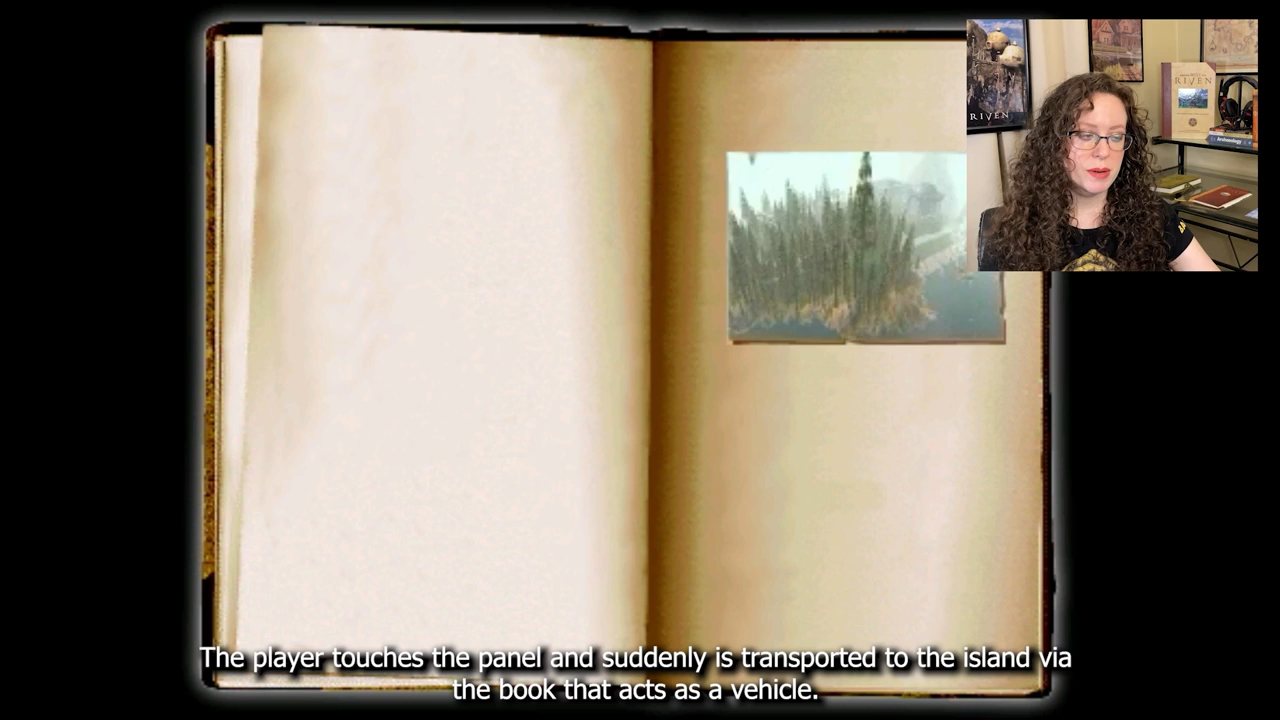 RIVEN
RIVEN
The player touches the panel and suddenly is transported to the island via
the book that acts as a vehicle.